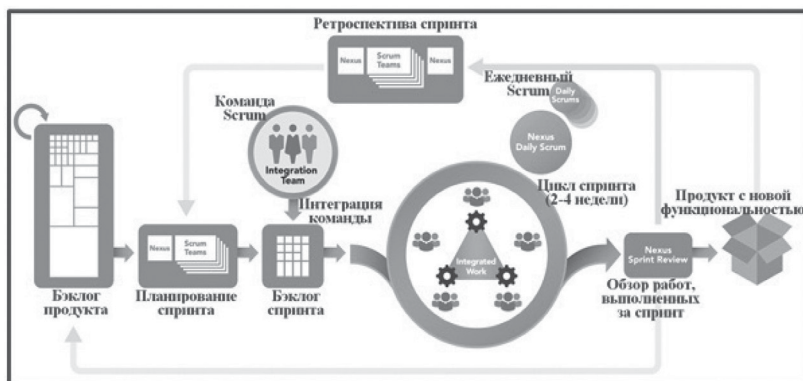 Ретроспектива спринта
Nexus
Scrum
Teams
Nexus
Ежедневный
Scrum
Daily
Scrums
Команда
Scrum
Integration
Team
Nexus
Daily Scrum
Интеграция
команды
Цикл спринта
(2-4 недели)
Продукт с новой
функциональностью
Nexus
Scrum
Teams
Integrated
Work
Nexus
Sprint Review
Бэклог
продукта
Планирование
спринта
Бэклог
спринта
Обзор работ,
выполненных
за спринт